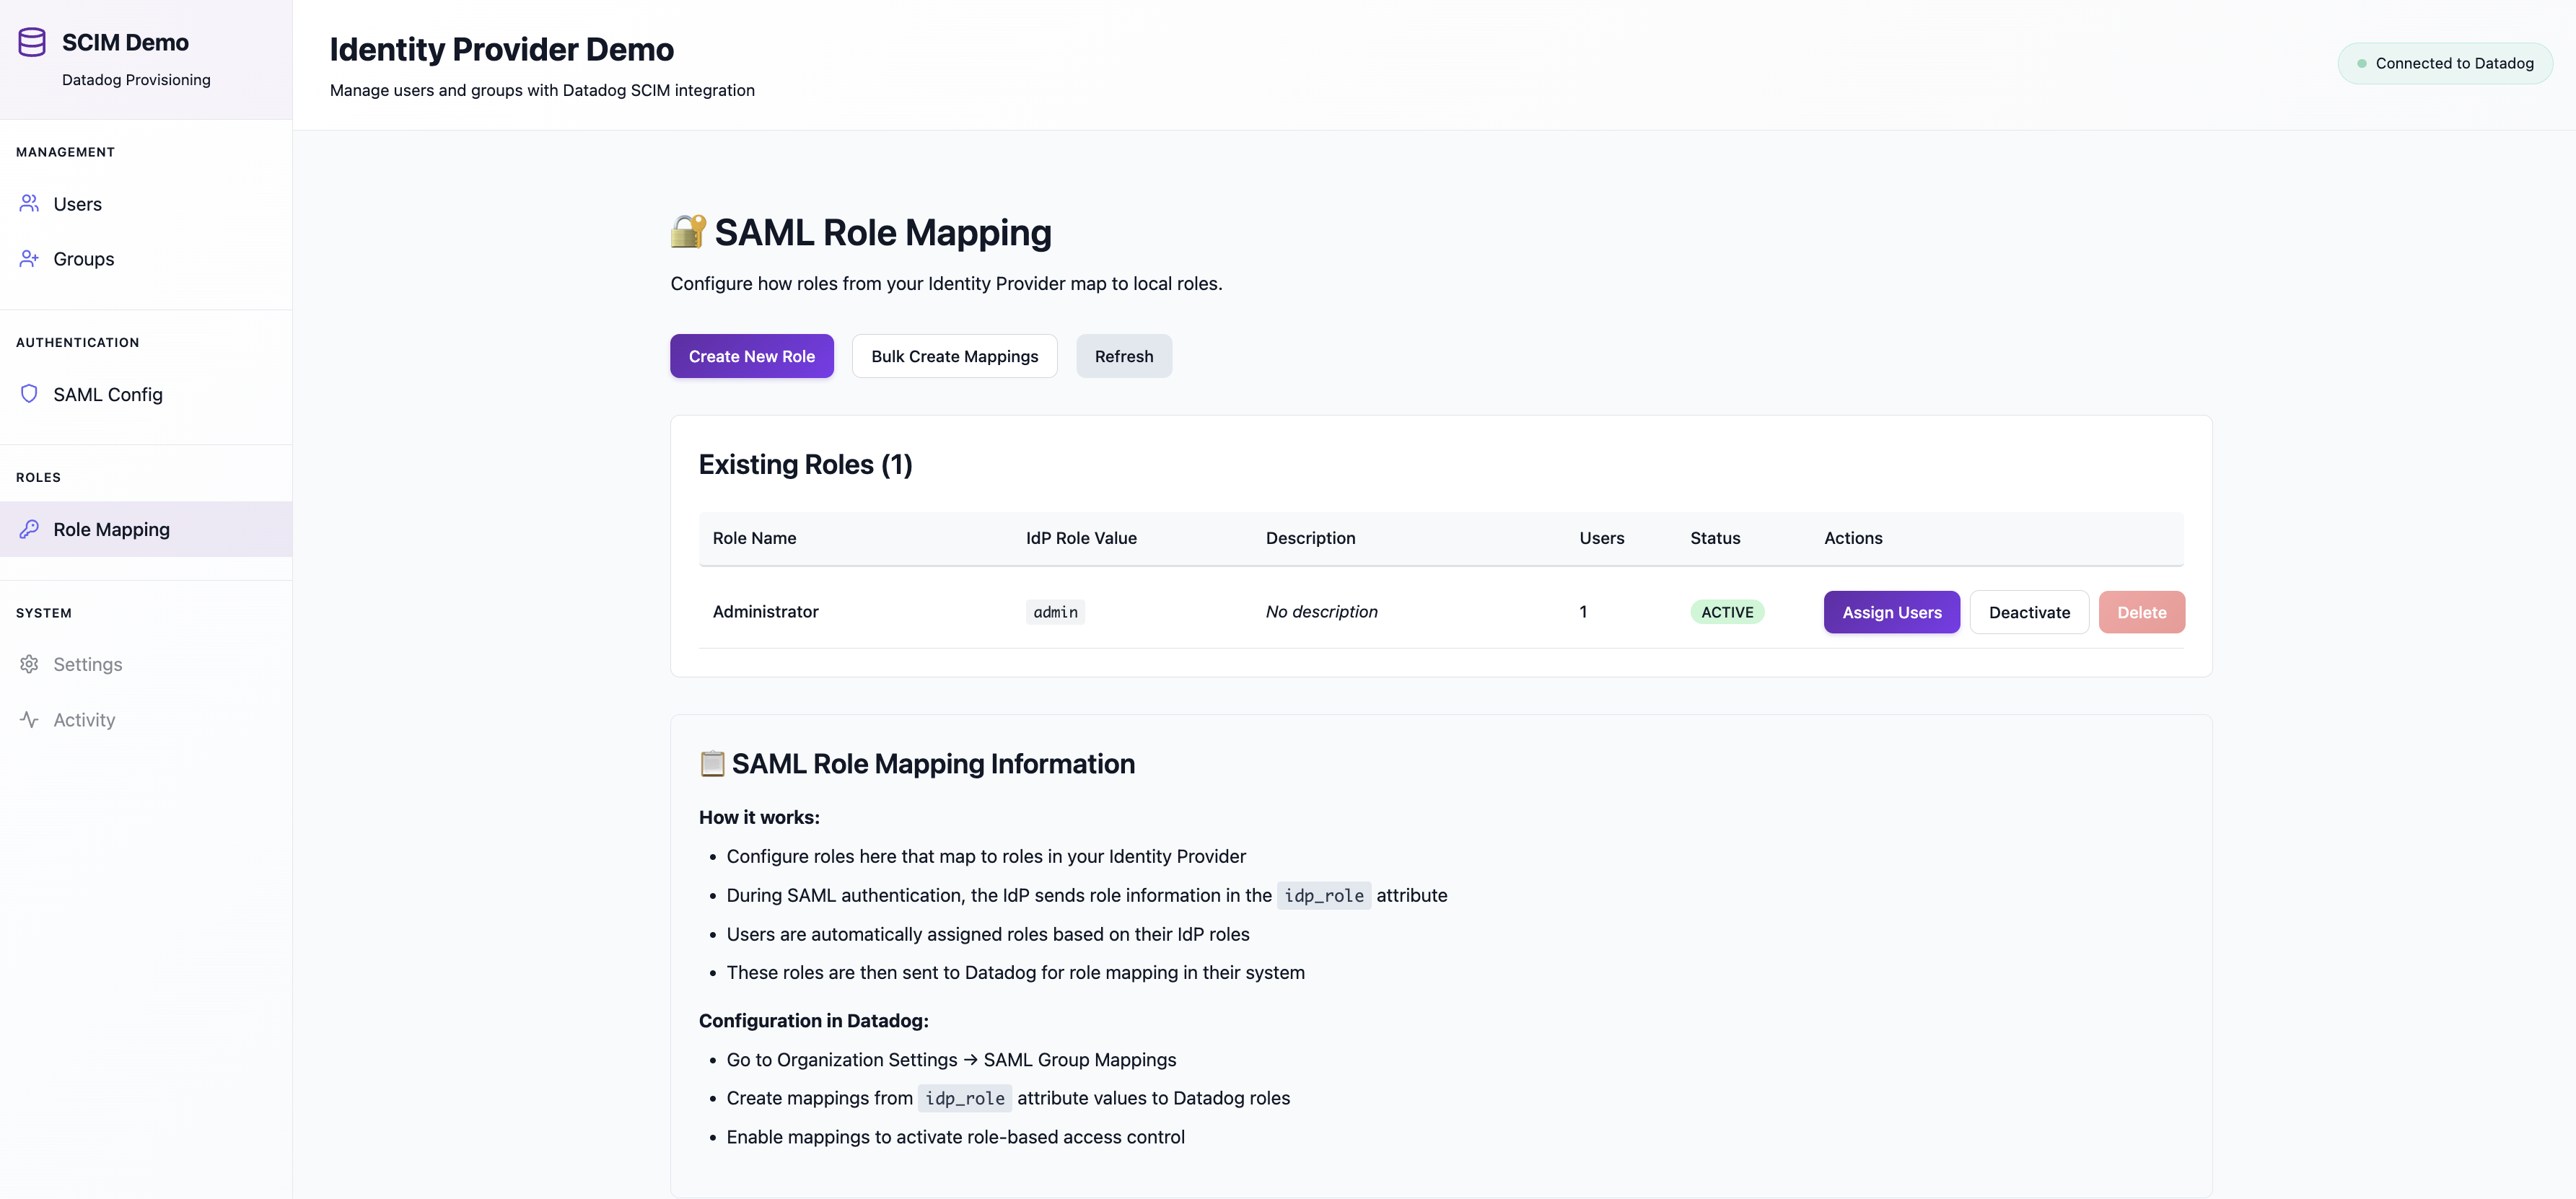 SCIM Demo
Datadog Provisioning
MANAGEMENT
Users
Groups
AUTHENTICATION
SAML Config
ROLES
Role Mapping
SYSTEM
Settings
Activity
Identity Provider Demo
Manage users and groups with Datadog SCIM integration
Connected to Datadog
SAML Role Mapping
Configure how roles from your Identity Provider map to local roles.
Create New Role Bulk Create Mappings Refresh
Existing Roles (1)
Role Name IdP Role Value Description Users Status Actions
Administrator admin No description 1 ACTIVE Assign Users Deactivate Delete
SAML Role Mapping Information
How it works:
• Configure roles here that map to roles in your Identity Provider
• During SAML authentication, the IdP sends role information in the idp_role attribute
• Users are automatically assigned roles based on their IdP roles
• These roles are then sent to Datadog for role mapping in their system
Configuration in Datadog:
• Go to Organization Settings → SAML Group Mappings
• Create mappings from idp_role attribute values to Datadog roles
• Enable mappings to activate role-based access control